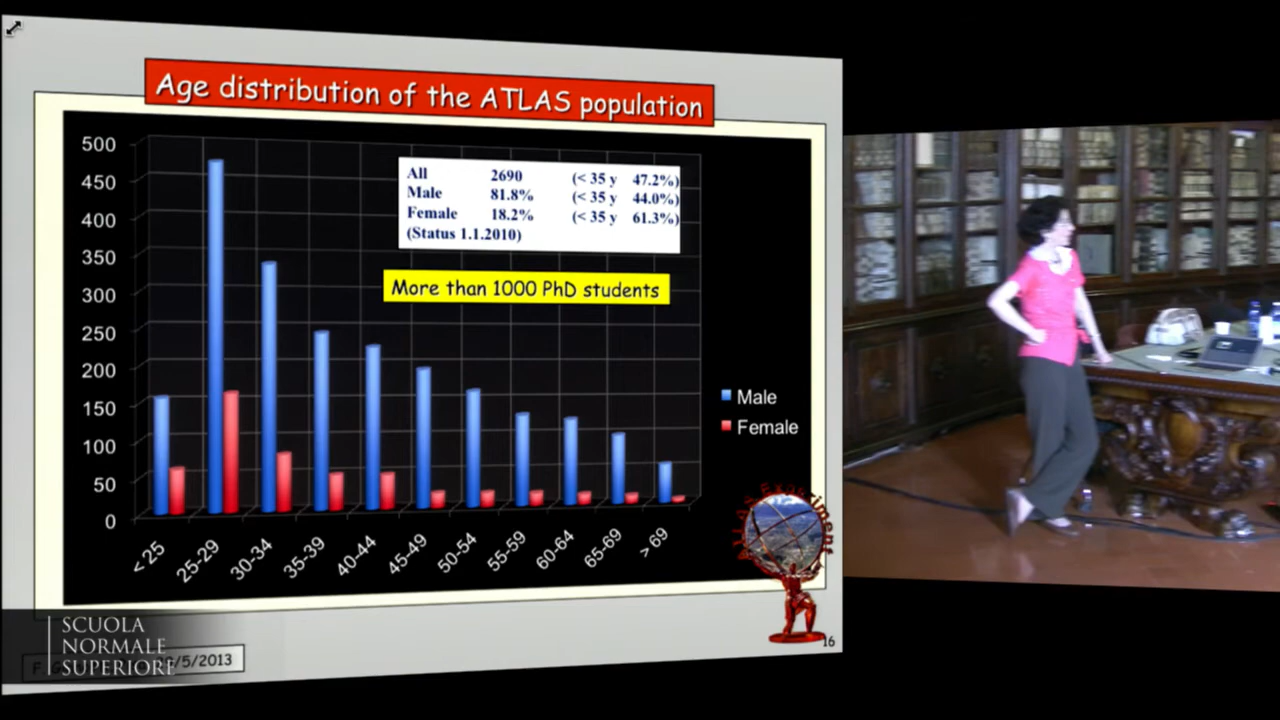 Age distribution of the ATLAS population
500
450
400
350
300
250
200
150
100
50
0
All 2690 (< 35 y 47.2%)
Male 81.8% (< 35 y 44.0%)
Female 18.2% (< 35 y 61.3%)
(Status 1.1.2010)
More than 1000 PhD students
Male
Female
< 25
25-29
30-34
35-39
40-44
45-49
50-54
55-59
60-64
65-69
> 69
16
SCUOLA
NORMALE
SUPERIORE
/5/2013